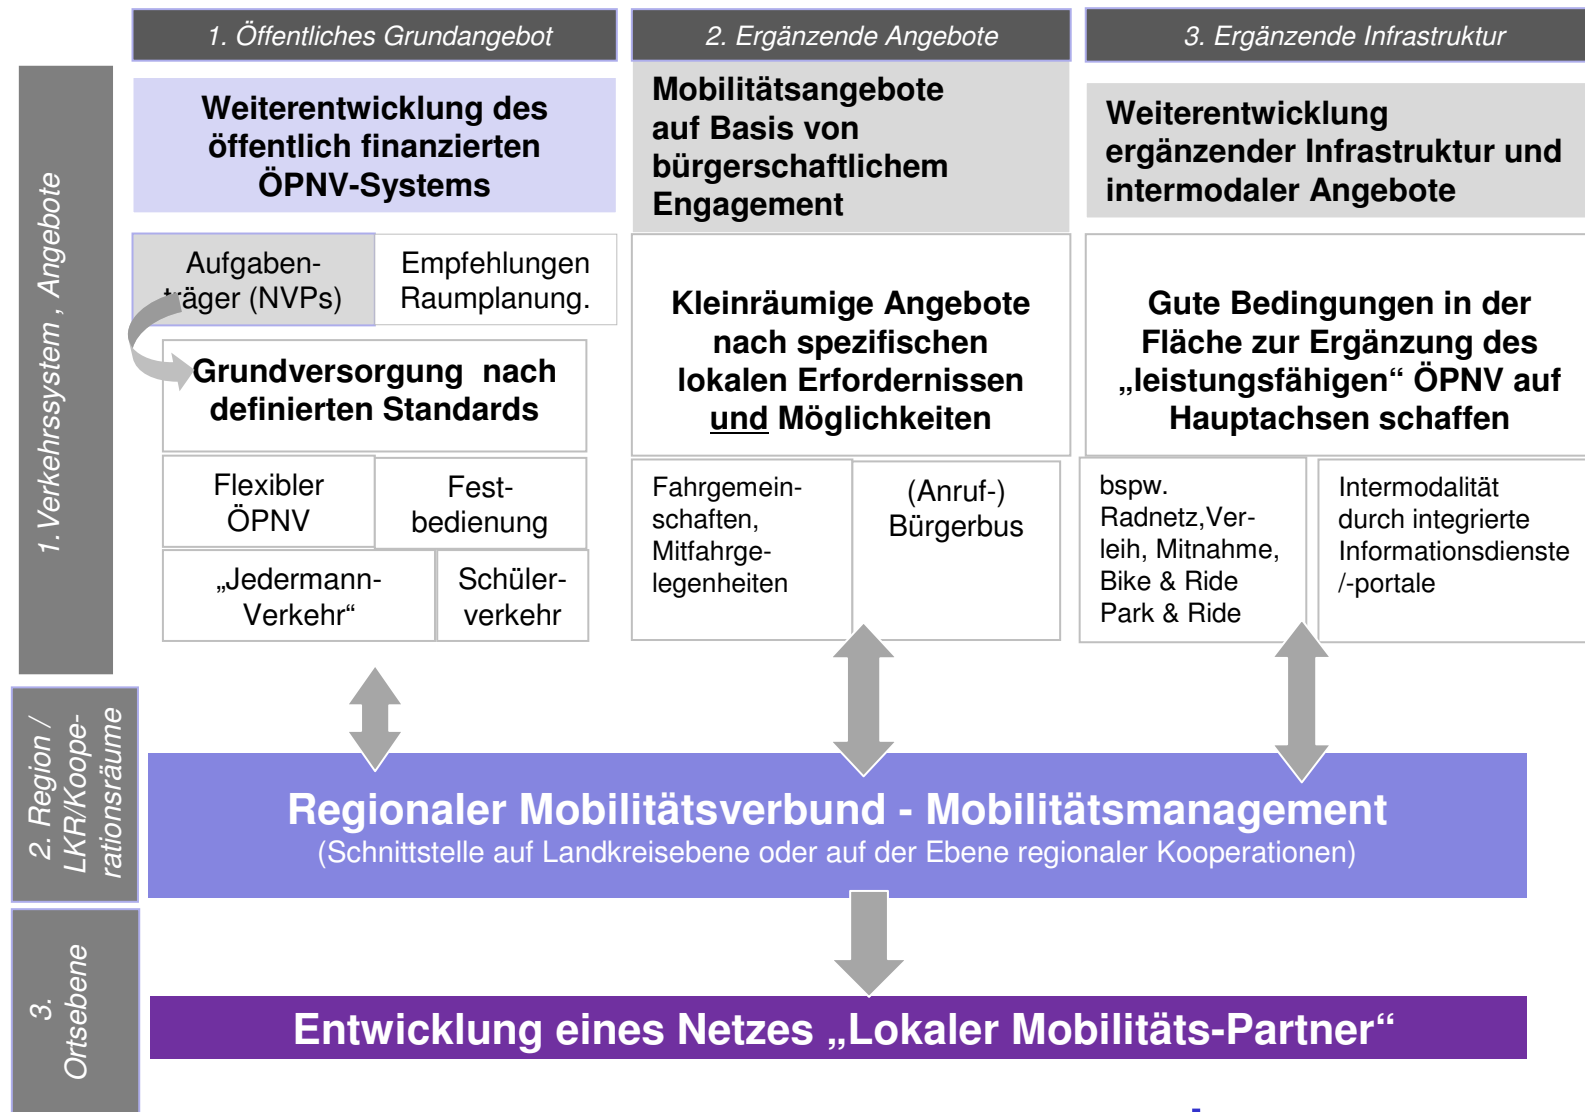 1. Öffentliches Grundangebot
2. Ergänzende Angebote
3. Ergänzende Infrastruktur
1.Verkehrssystem , Angebote
Weiterentwicklung des
öffentlich finanzierten
ÖPNV-Systems
Mobilitätsangebote
auf Basis von
bürgerschaftlichem
Engagement
Weiterentwicklung
ergänzender Infrastruktur und
intermodaler Angebote
Aufgaben-
träger (NVPs)
Empfehlungen
Raumplanung.
Grundversorgung nach
definierten Standards
Kleinräumige Angebote
nach spezifischen
lokalen Erfordernissen
und Möglichkeiten
Gute Bedingungen in der
Fläche zur Ergänzung des
„leistungsfähigen“ ÖPNV auf
Hauptachsen schaffen
Flexibler
ÖPNV
Fest-
bedienung
„Jedermann-
Verkehr“
Schüler-
verkehr
Fahrgemein-
schaften,
Mitfahrge-
legenheiten
(Anruf-)
Bürgerbus
bspw.
Radnetz,Ver-
leih, Mitnahme,
Bike & Ride
Park & Ride
Intermodalität
durch integrierte
Informationsdienste
/-portale
2. Region /
LKR/Koope-
rationsräume
Regionaler Mobilitätsverbund - Mobilitätsmanagement
(Schnittstelle auf Landkreisebene oder auf der Ebene regionaler Kooperationen)
3.
Ortsebene
Entwicklung eines Netzes „Lokaler Mobilitäts-Partner“